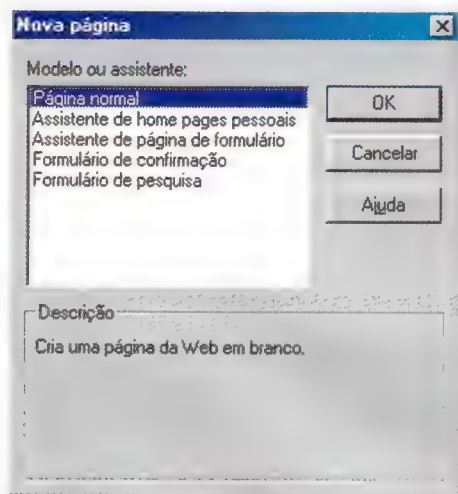 Nova página
Modelo ou assistente:
Página normal
Assistente de home pages pessoais
Assistente de página de formulário
Formulário de confirmação
Formulário de pesquisa
OK
Cancelar
Ajuda
Descrição
Cria uma página da Web em branco.